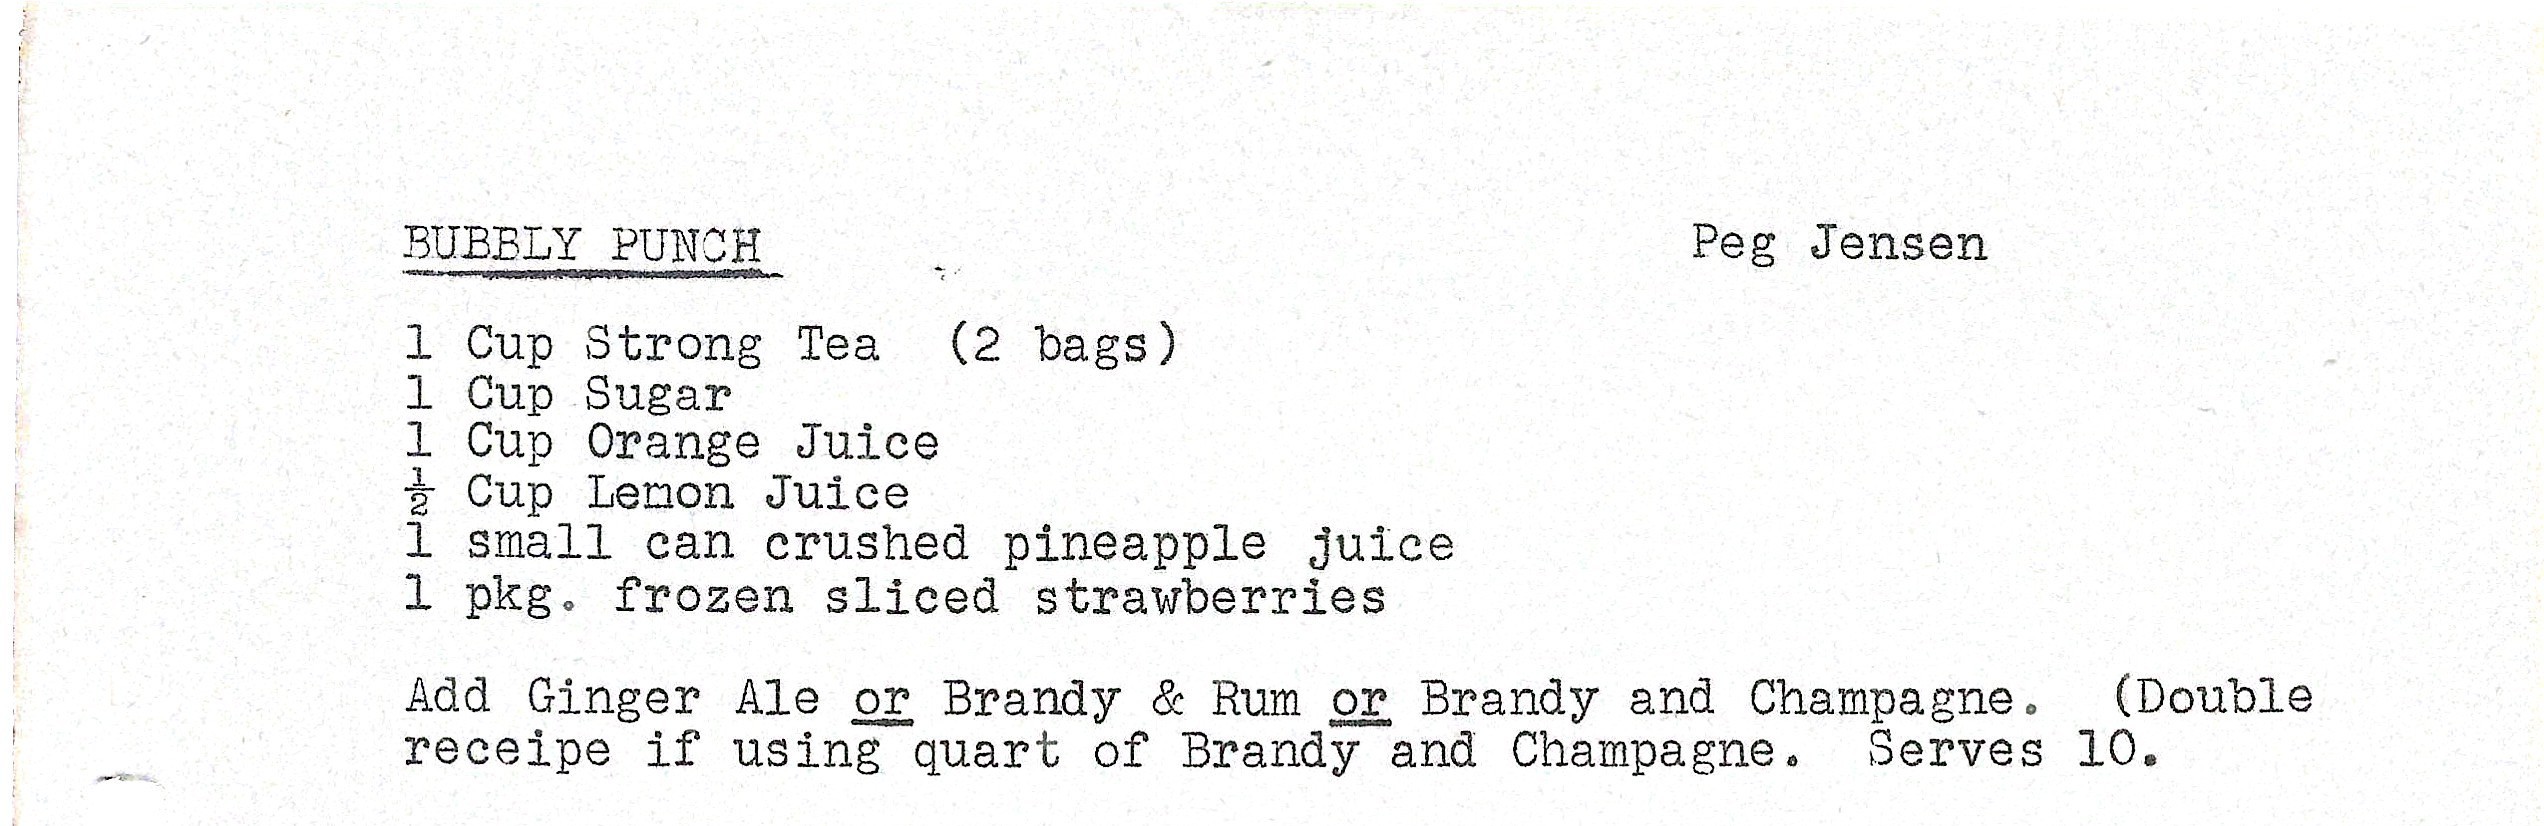 BUBBLY PUNCH Peg Jensen
1 Cup Strong Tea (2 bags)
1 Cup Sugar
1 Cup Orange Juice
½ Cup Lemon Juice
1 small can crushed pineapple juice
1 pkg. frozen sliced strawberries
Add Ginger Ale or Brandy & Rum or Brandy and Champagne. (Double
receipe if using quart of Brandy and Champagne. Serves 10.